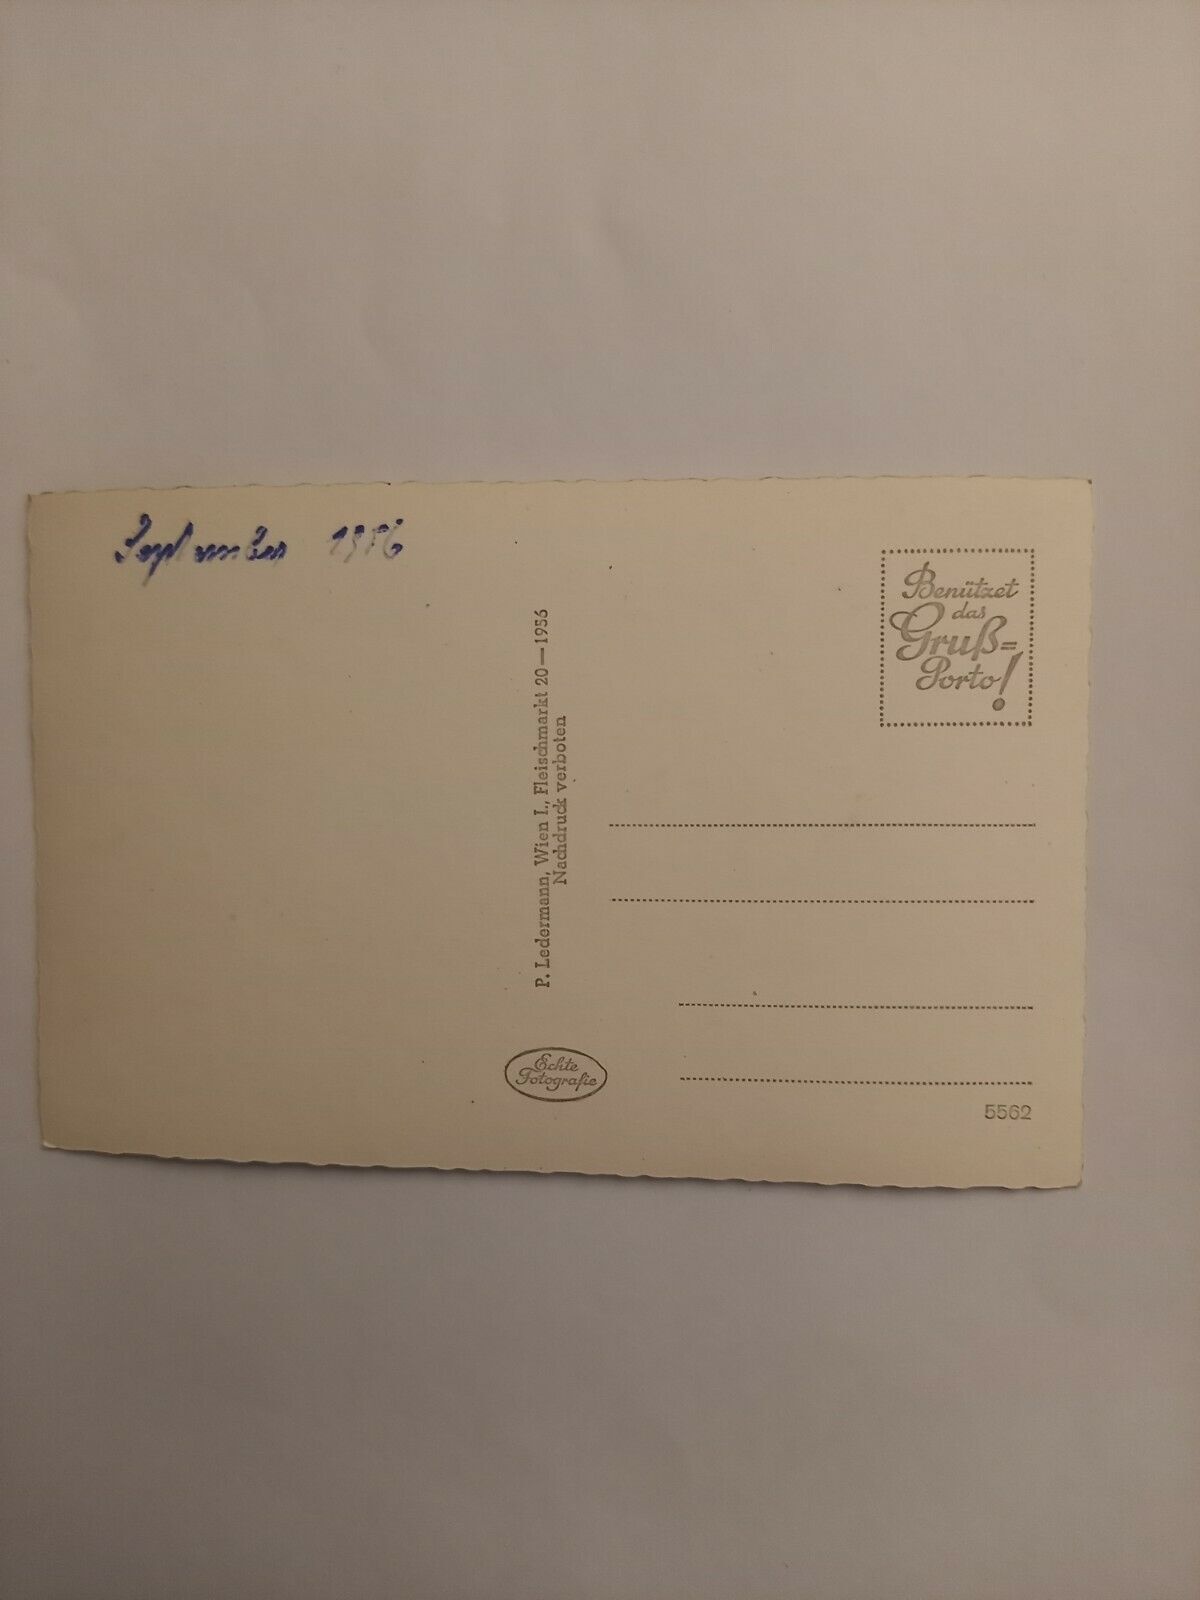 September 1956
Benützet
das
Gruß=
Porto!
P. Ledermann, Wien I., Fleischmarkt 20—1956
Nachdruck verboten
Echte
Fotografie
5562